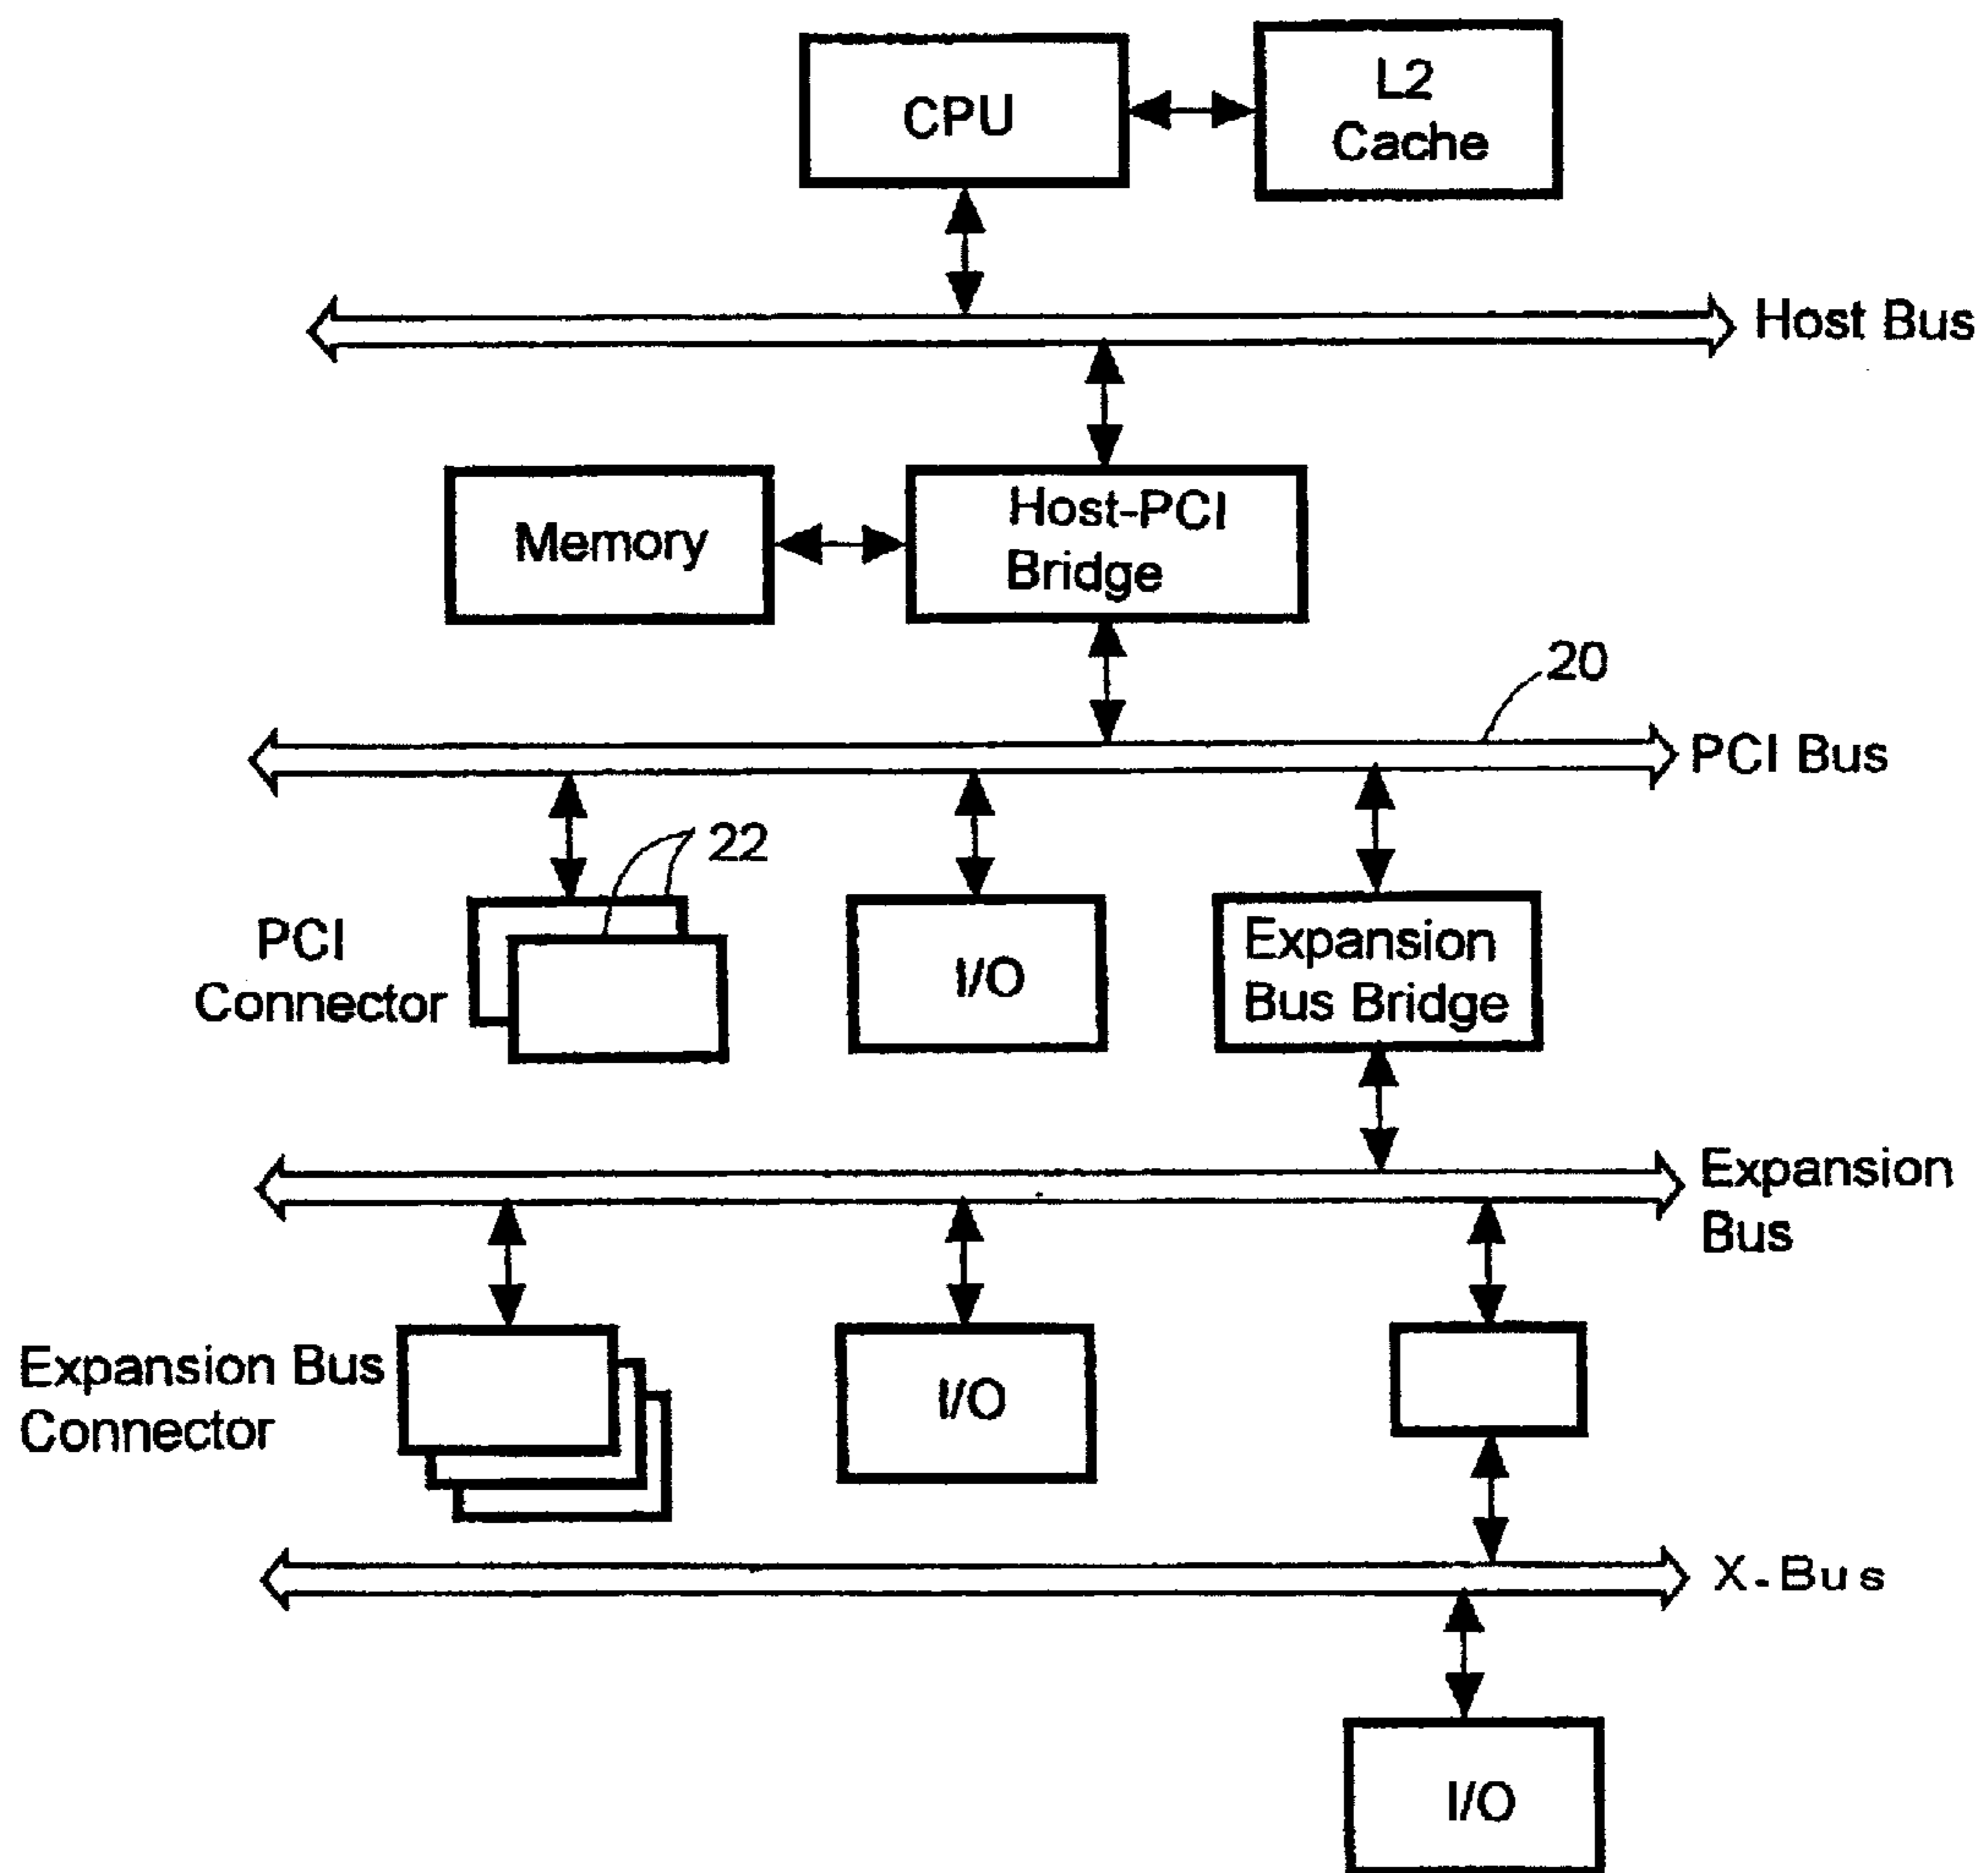 CPU
L2
Cache
Host Bus
Memory
Host-PCI
Bridge
20
PCI Bus
22
PCI
Connector
I/O
Expansion
Bus Bridge
Expansion
Bus
Expansion Bus
Connector
I/O
X-Bus
I/O